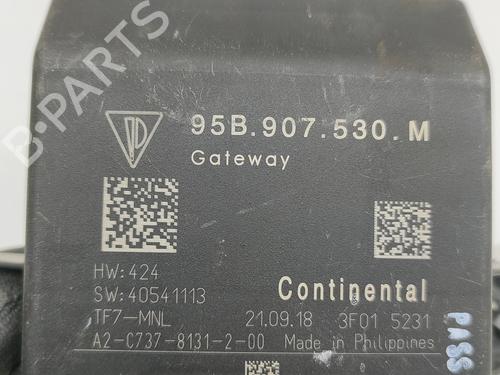 95B.907.530.M
Gateway
HW:424
SW:40541113
Continental
TF7-MNL 21.09.18 3F01 5231
A2-C737-8131-2-00 Made in Philippines
PASS
B-Parts